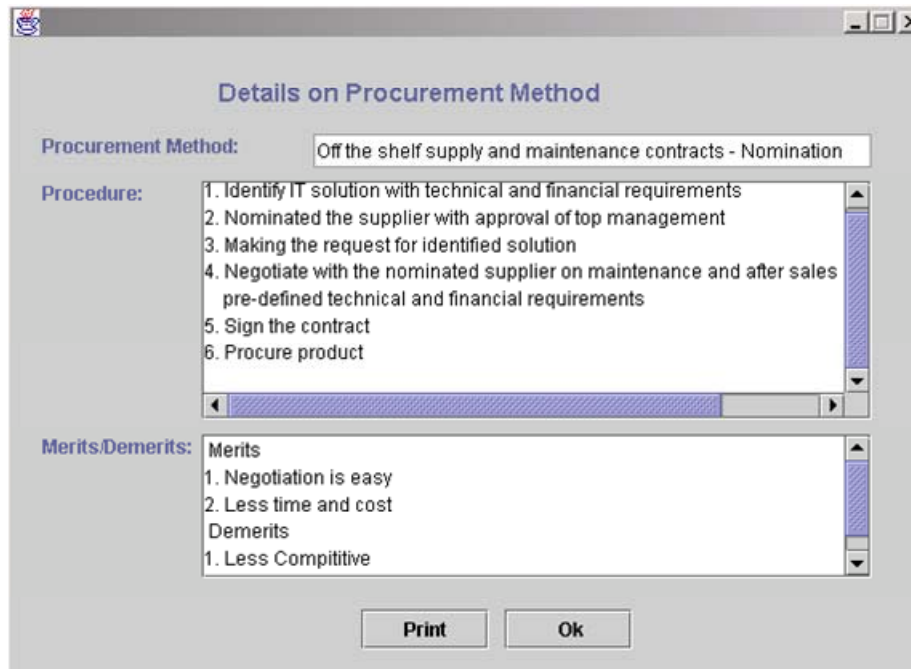 Details on Procurement Method
Procurement Method:
Off the shelf supply and maintenance contracts - Nomination
Procedure:
1. Identify IT solution with technical and financial requirements
2. Nominated the supplier with approval of top management
3. Making the request for identified solution
4. Negotiate with the nominated supplier on maintenance and after sales
pre-defined technical and financial requirements
5. Sign the contract
6. Procure product
Merits/Demerits:
Merits
1. Negotiation is easy
2. Less time and cost
Demerits
1. Less Compititive
Print Ok